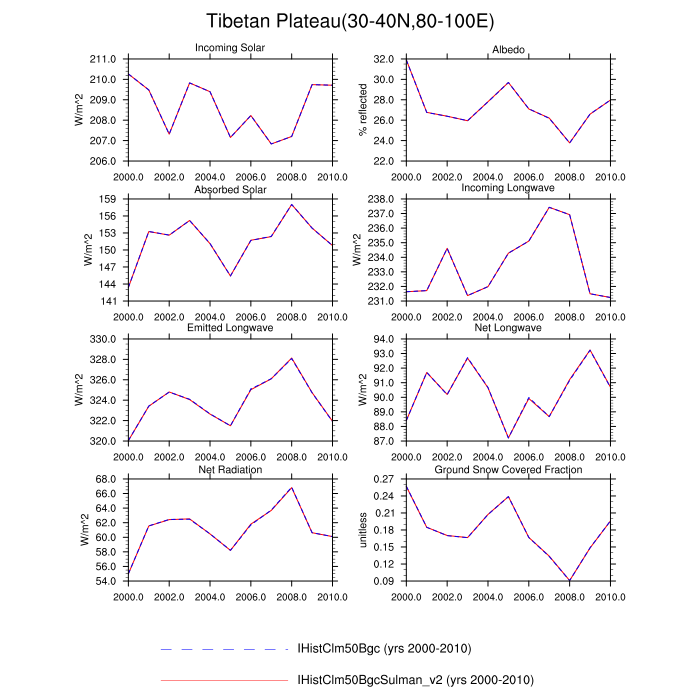 Tibetan Plateau(30-40N,80-100E)
Incoming Solar
W/m^2
211.0
210.0
209.0
208.0
207.0
206.0
2000.0 2002.0 2004.0 2006.0 2008.0 2010.0
Albedo
% reflected
32.0
30.0
28.0
26.0
24.0
22.0
2000.0 2002.0 2004.0 2006.0 2008.0 2010.0
Absorbed Solar
W/m^2
159
156
153
150
147
144
141
2000.0 2002.0 2004.0 2006.0 2008.0 2010.0
Incoming Longwave
W/m^2
238.0
237.0
236.0
235.0
234.0
233.0
232.0
231.0
2000.0 2002.0 2004.0 2006.0 2008.0 2010.0
Emitted Longwave
W/m^2
330.0
328.0
326.0
324.0
322.0
320.0
2000.0 2002.0 2004.0 2006.0 2008.0 2010.0
Net Longwave
W/m^2
94.0
93.0
92.0
91.0
90.0
89.0
88.0
87.0
2000.0 2002.0 2004.0 2006.0 2008.0 2010.0
Net Radiation
W/m^2
68.0
66.0
64.0
62.0
60.0
58.0
56.0
54.0
2000.0 2002.0 2004.0 2006.0 2008.0 2010.0
Ground Snow Covered Fraction
unitless
0.27
0.24
0.21
0.18
0.15
0.12
0.09
2000.0 2002.0 2004.0 2006.0 2008.0 2010.0
IHistClm50Bgc (yrs 2000-2010)
IHistClm50BgcSulman_v2 (yrs 2000-2010)